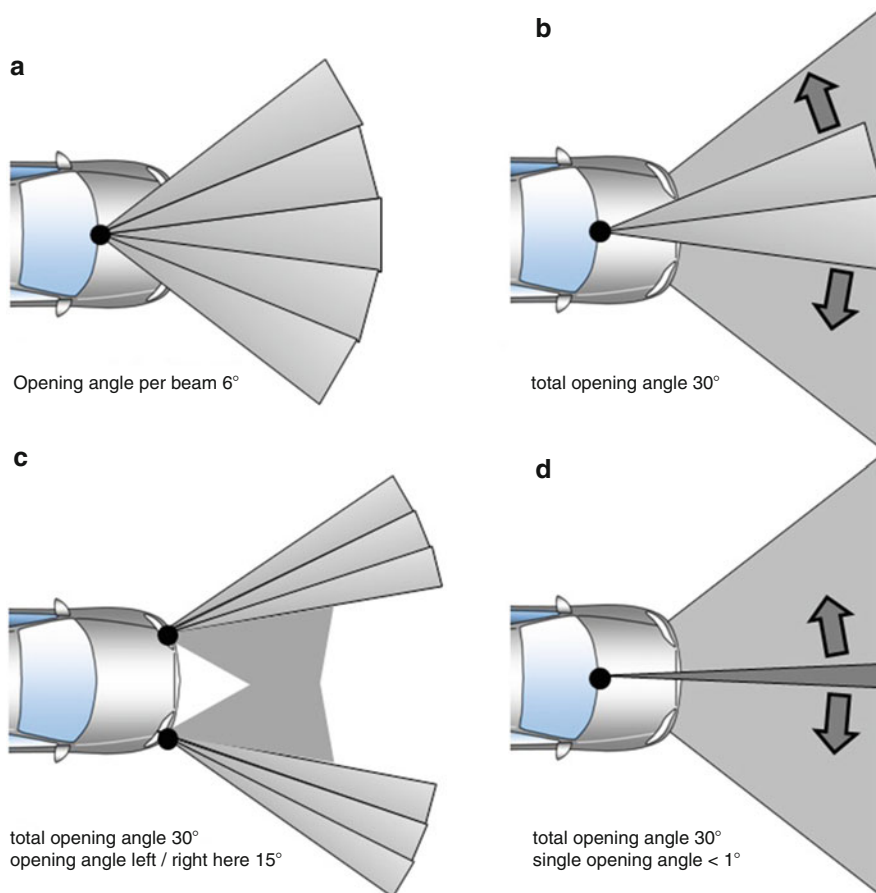 a
Opening angle per beam 6°
b
total opening angle 30°
c
total opening angle 30°
opening angle left / right here 15°
d
total opening angle 30°
single opening angle < 1°